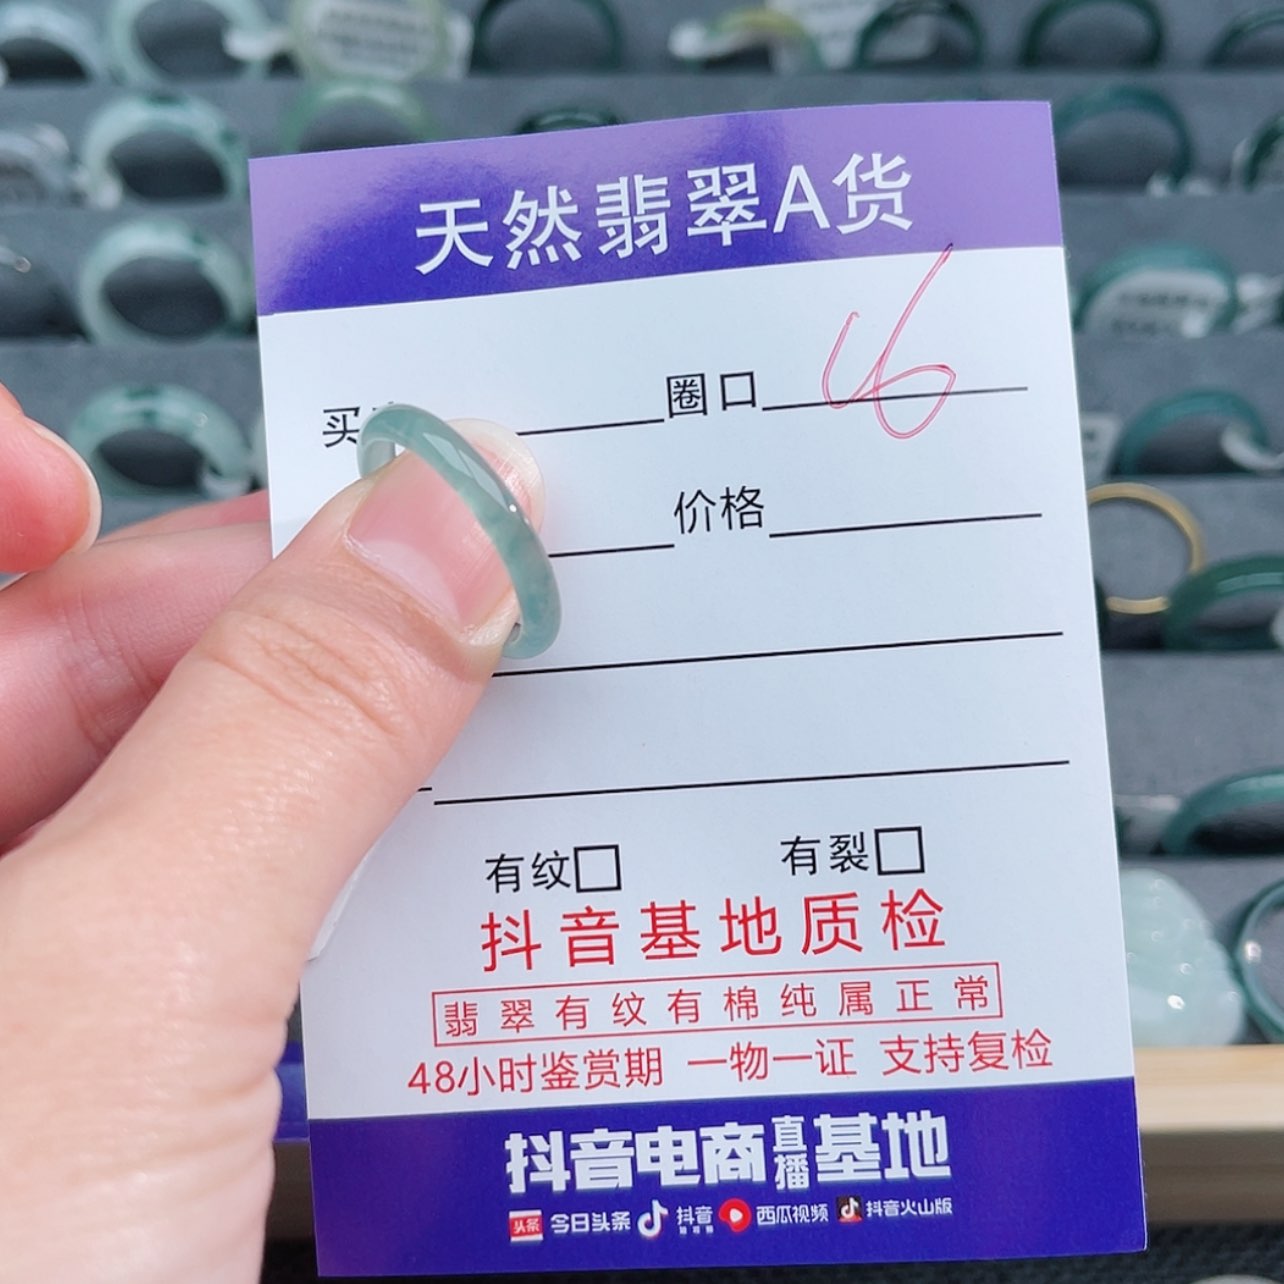 天然翡翠A货
买 圈口 16
价格
有纹□ 有裂□
抖音基地质检
翡翠有纹有棉纯属正常
48小时鉴赏期 一物一证 支持复检
抖音电商直播基地
头条 今日头条 抖音 西瓜视频 抖音火山版